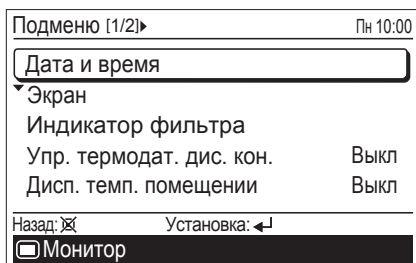 Подменю [1/2]▸ Пн 10:00
Дата и время
Экран
Индикатор фильтра
Упр. термодат. дис. кон. Выкл
Дисп. темп. помещении Выкл
Назад: Установка:
Монитор